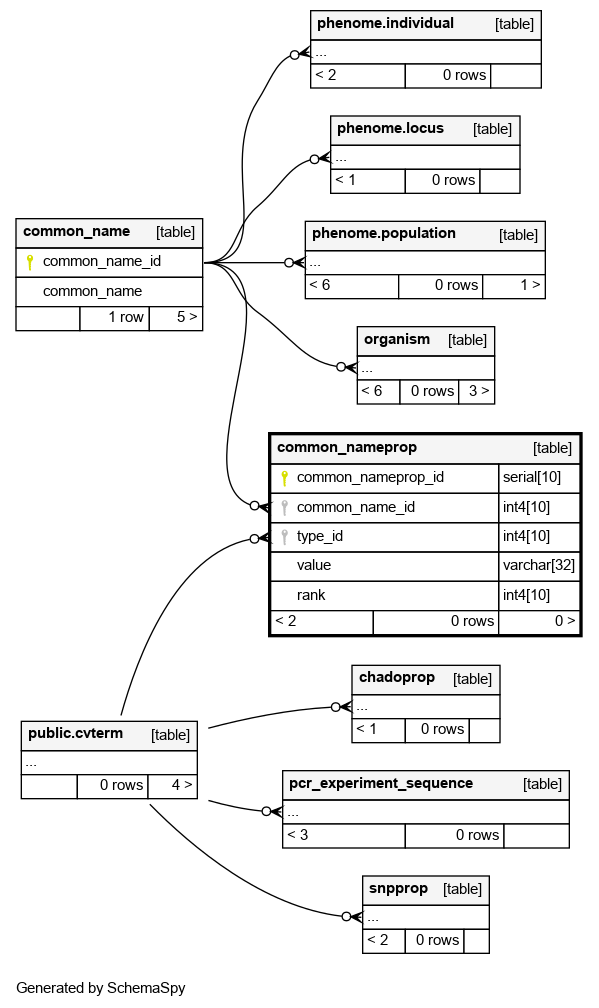 phenome.individual [table]
...
< 2 0 rows
phenome.locus [table]
...
< 1 0 rows
common_name [table]
common_name_id
common_name
1 row 5 >
phenome.population [table]
...
< 6 0 rows 1 >
organism [table]
...
< 6 0 rows 3 >
common_nameprop [table]
common_nameprop_id serial[10]
common_name_id int4[10]
type_id int4[10]
value varchar[32]
rank int4[10]
< 2 0 rows 0 >
chadoprop [table]
...
< 1 0 rows
public.cvterm [table]
...
0 rows 4 >
pcr_experiment_sequence [table]
...
< 3 0 rows
snpprop [table]
...
< 2 0 rows
Generated by SchemaSpy